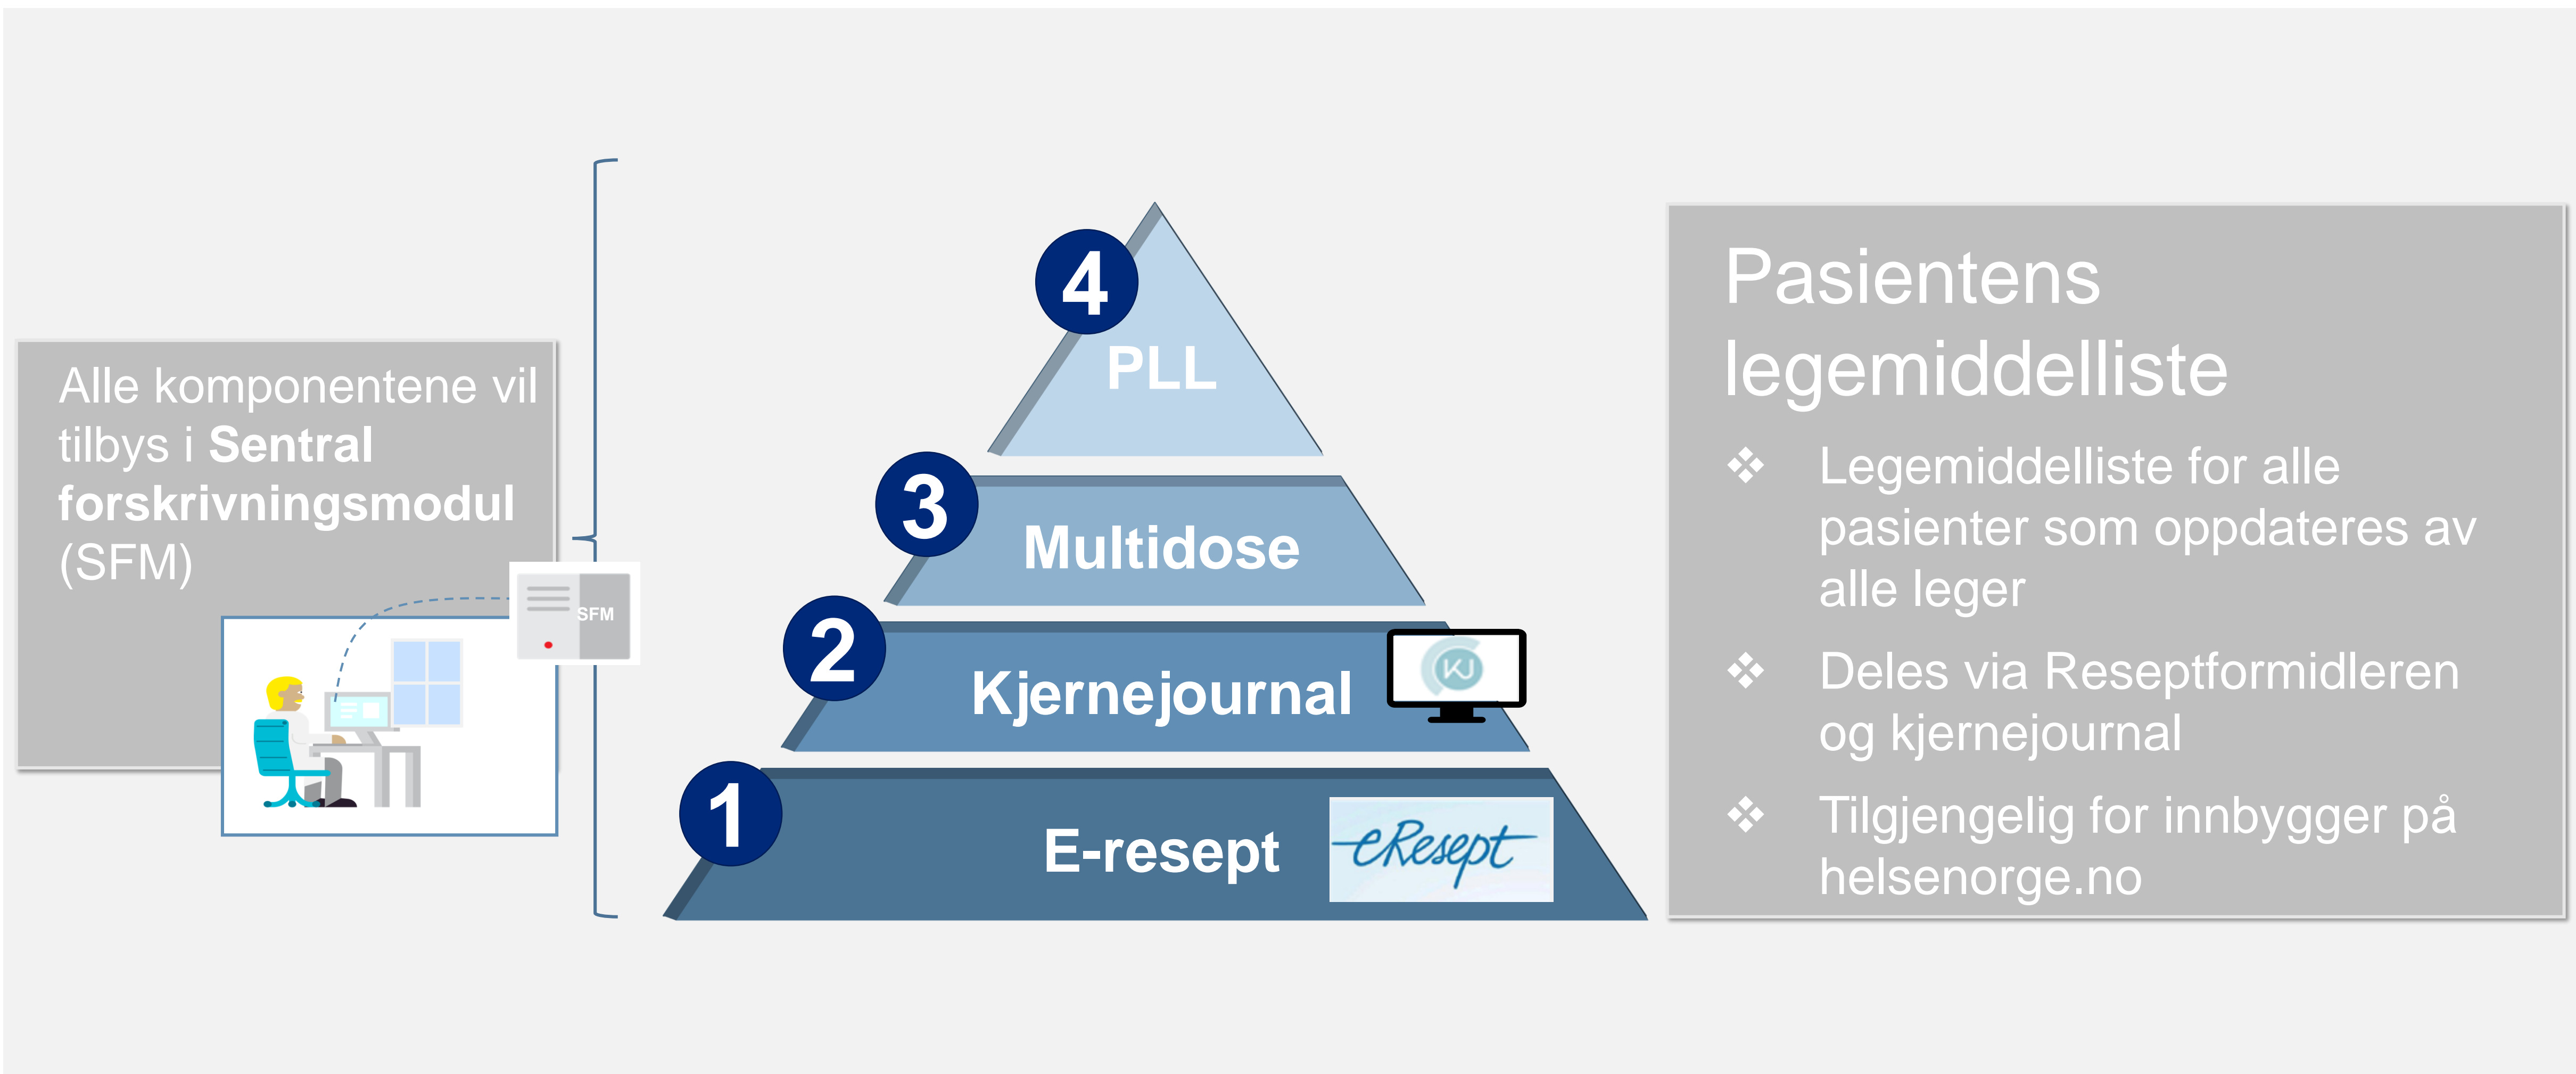 Alle komponentene vil
tilbys i Sentral
forskrivningsmodul
(SFM)
SFM
4
PLL
3
Multidose
2
Kjernejournal
KJ
1
E-resept
eResept
Pasientens
legemiddelliste
❖ Legemiddelliste for alle
pasienter som oppdateres av
alle leger
❖ Deles via Reseptformidleren
og kjernejournal
❖ Tilgjengelig for innbygger på
helsenorge.no